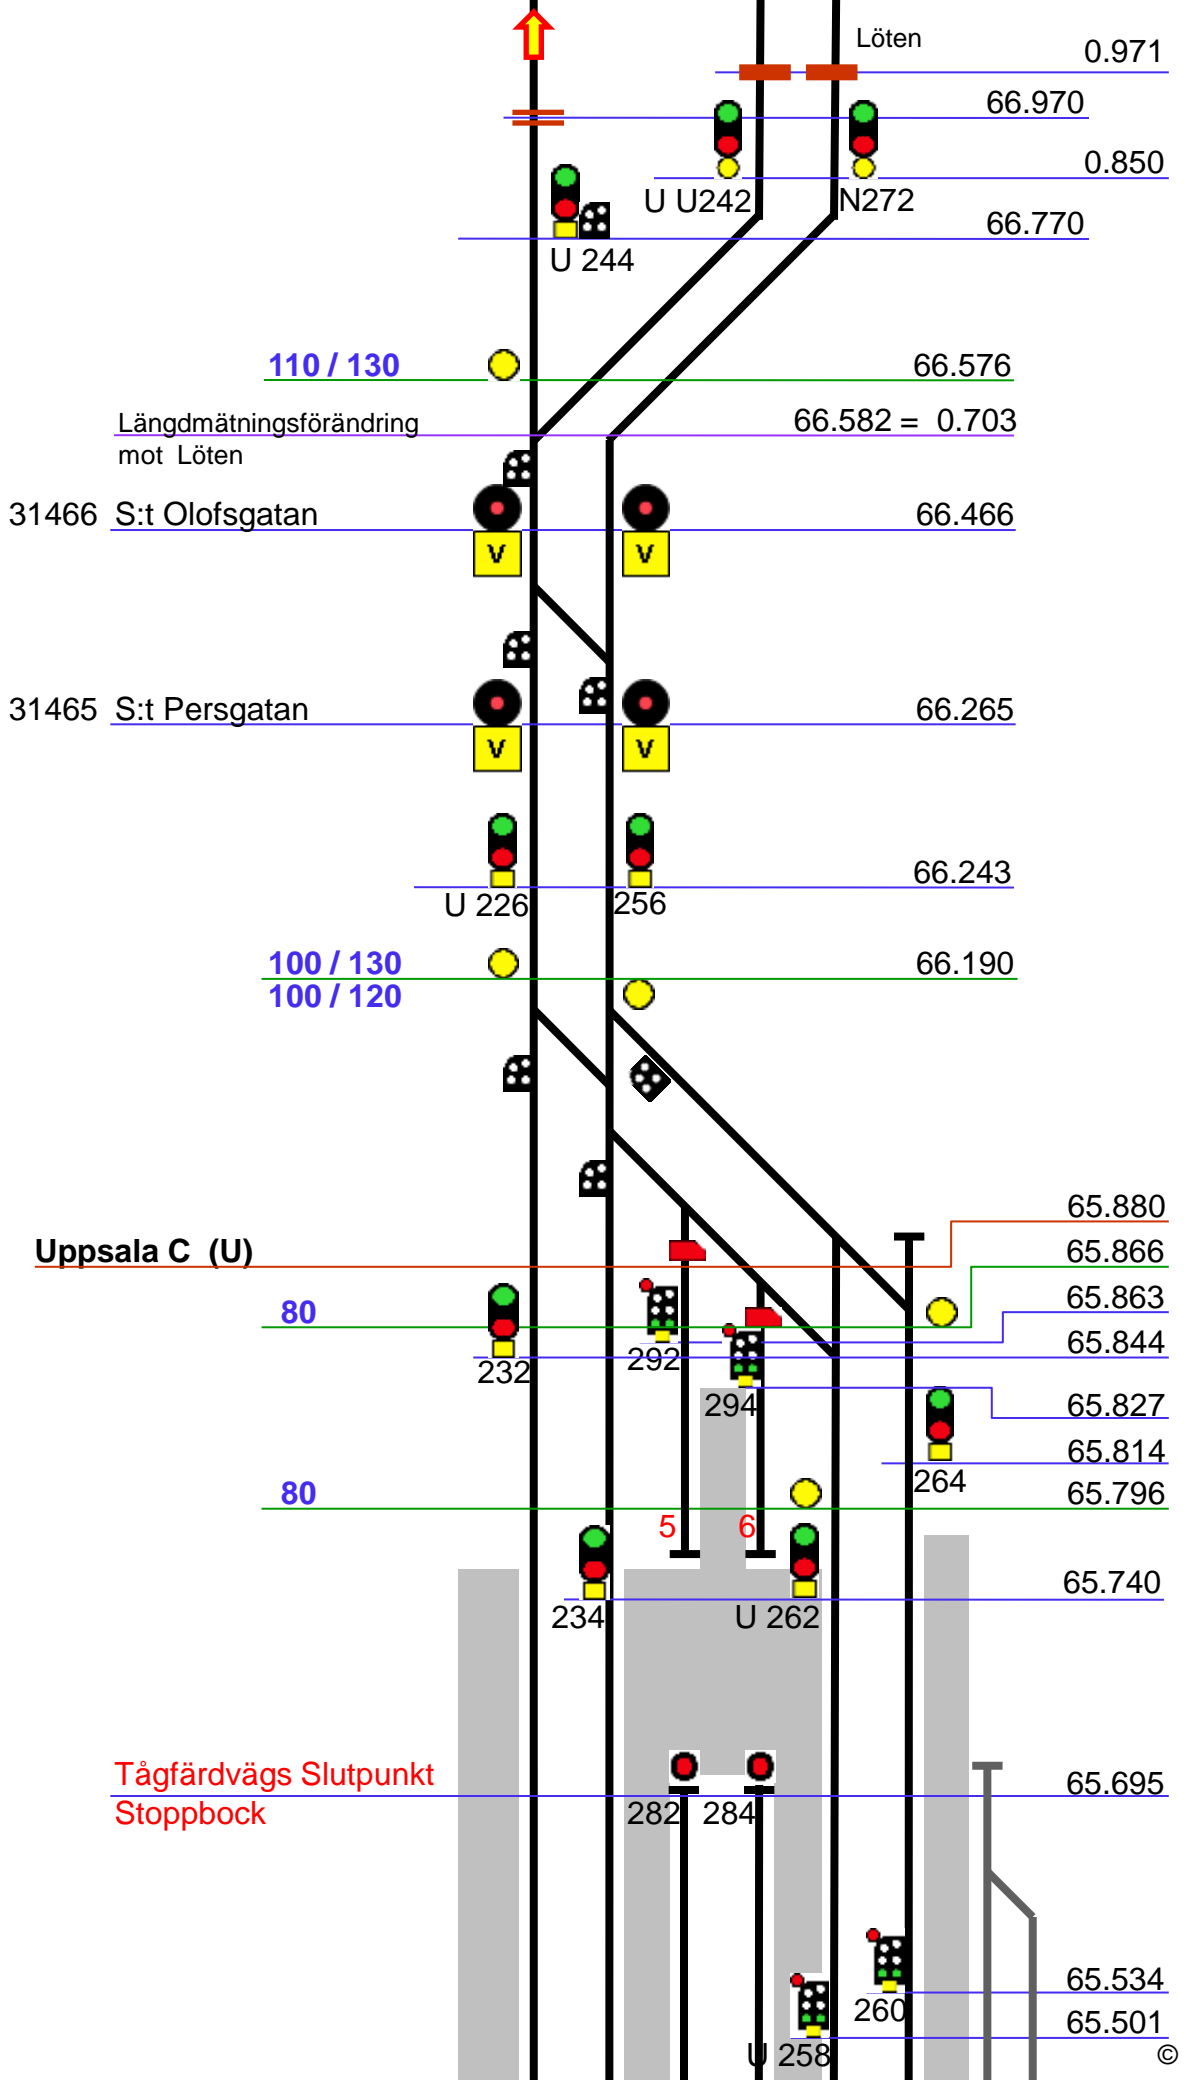 Löten
0.971
66.970
0.850
U U242
N272
66.770
U 244
110 / 130
66.576
Längdmätningsförändring
66.582 = 0.703
mot Löten
31466 S:t Olofsgatan
66.466
V
V
31465 S:t Persgatan
66.265
V
V
66.243
U 226
256
100 / 130
66.190
100 / 120
65.880
Uppsala C (U)
65.866
65.863
80
65.844
292
232
65.827
294
65.814
264
80
65.796
5
6
65.740
234
U 262
Tågfärdvägs Slutpunkt
65.695
Stoppbock
282
284
65.534
260
65.501
U 258
©